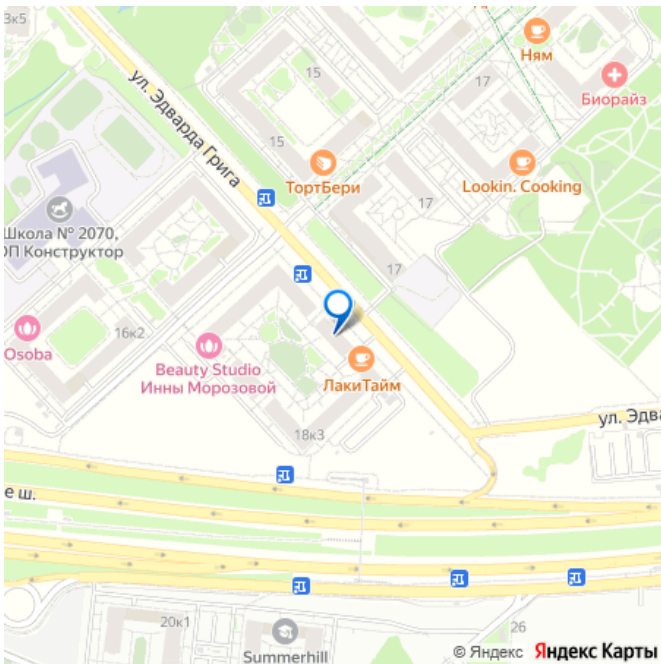 3к5
Ням
15
17
Биорайз
ул. Эдварда Грига
15
ТортБери
Lookin. Cooking
17
Школа № 2070,
ОП Конструктор
17
16к2
Osoba
Beauty Studio
Инны Морозовой
ЛакиТайм
ул. Эдва
18к3
е ш.
20к1
26
Summerhill
© Яндекс Яндекс Карты